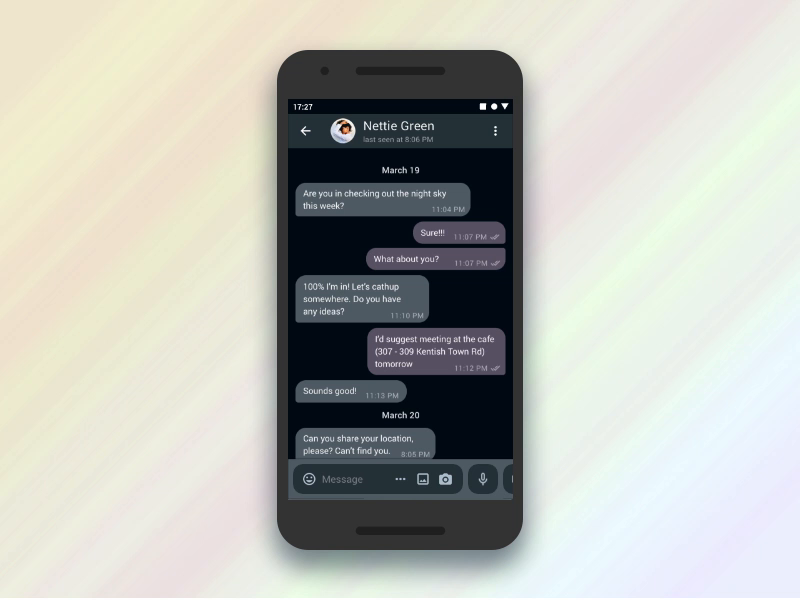 17:27
Nettie Green
last seen at 8:06 PM
March 19
Are you in checking out the night sky
this week?
11:04 PM
Sure!!!
11:07 PM
What about you?
11:07 PM
100% I'm in! Let's cathup
somewhere. Do you have
any ideas?
11:10 PM
I'd suggest meeting at the cafe
(307 - 309 Kentish Town Rd)
tomorrow
11:12 PM
Sounds good!
11:13 PM
March 20
Can you share your location,
please? Can't find you.
8:05 PM
Message